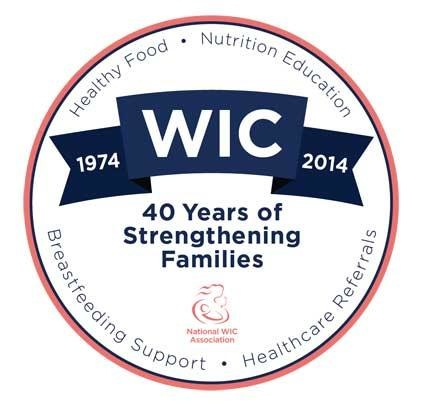 Healthy Food • Nutrition Education
WIC
1974
2014
40 Years of
Strengthening
Families
National WIC
Association
Breastfeeding Support • Healthcare Referrals